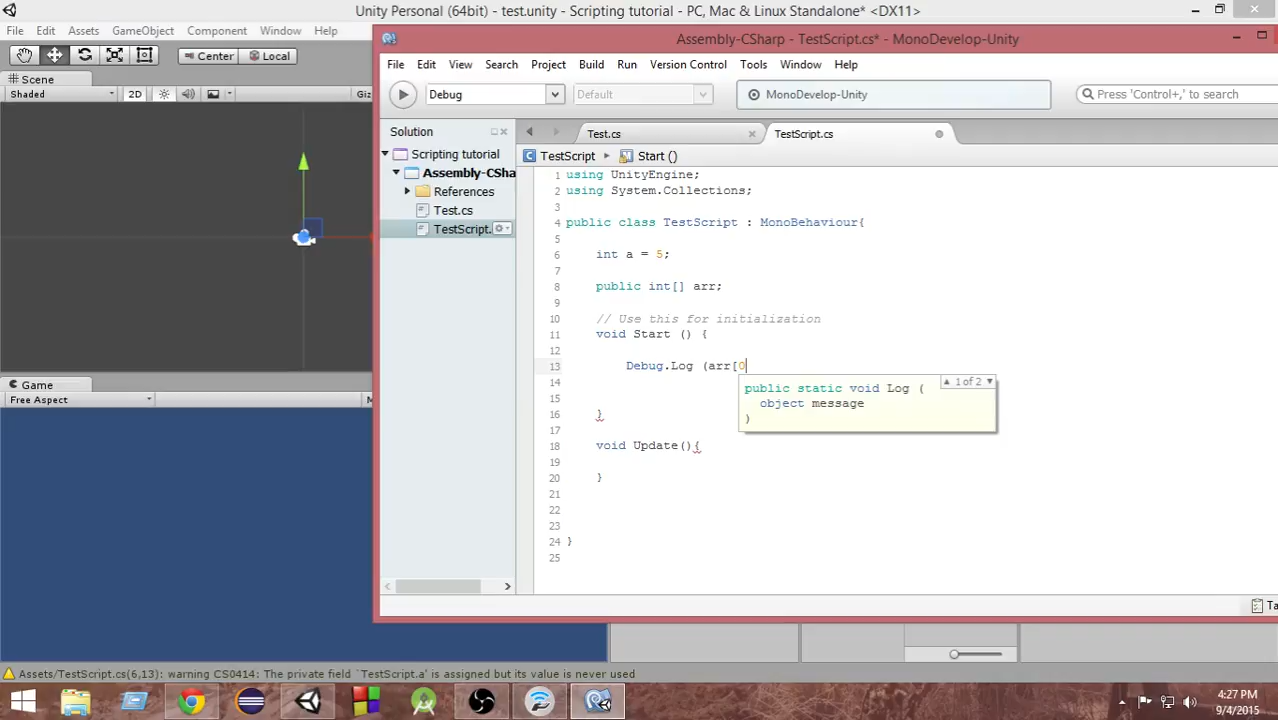 Unity Personal (64bit) - test.unity - Scripting tutorial - PC, Mac & Linux Standalone* <DX11>
File Edit Assets GameObject Component Window Help
Center Local
Scene
Shaded 2D Giz
Game
Free Aspect
Assembly-CSharp - TestScript.cs* - MonoDevelop-Unity
File Edit View Search Project Build Run Version Control Tools Window Help
Debug Default MonoDevelop-Unity Press 'Control+,' to search
Solution
Scripting tutorial
Assembly-CSha
References
Test.cs
TestScript.
Test.cs TestScript.cs
TestScript Start ()
1 using UnityEngine;
2 using System.Collections;
3
4 public class TestScript : MonoBehaviour{
5
6 int a = 5;
7
8 public int[] arr;
9
10 // Use this for initialization
11 void Start () {
12
13 Debug.Log (arr[0
14
15
16 }
17
18 void Update(){
19
20 }
21
22
23
24 }
25
1 of 2
public static void Log (
object message
)
Ta
Assets/TestScript.cs(6,13): warning CS0414: The private field `TestScript.a' is assigned but its value is never used
4:27 PM
9/4/2015